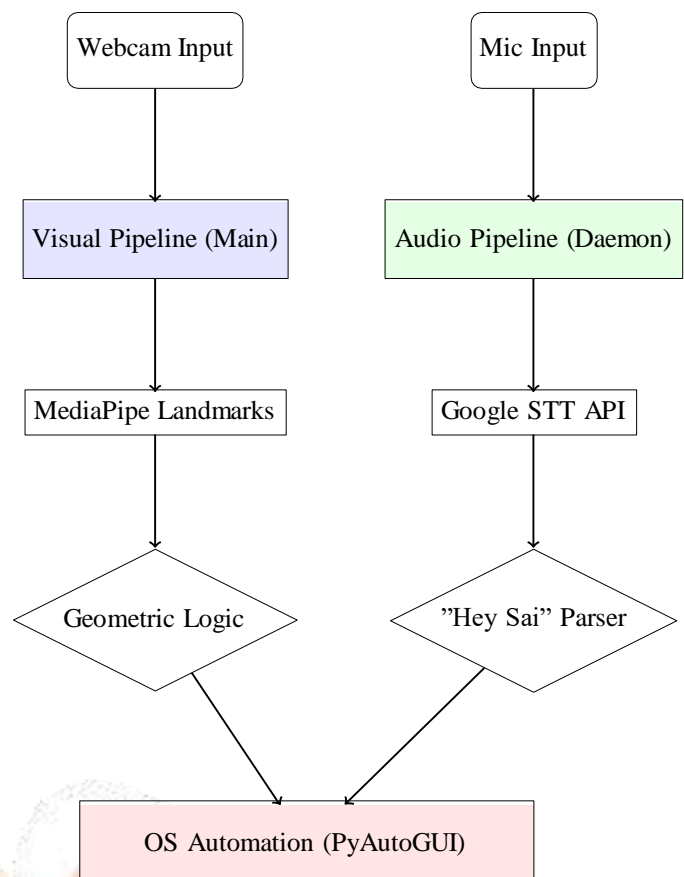 Webcam Input
Mic Input
Visual Pipeline (Main)
Audio Pipeline (Daemon)
MediaPipe Landmarks
Google STT API
Geometric Logic
”Hey Sai” Parser
OS Automation (PyAutoGUI)